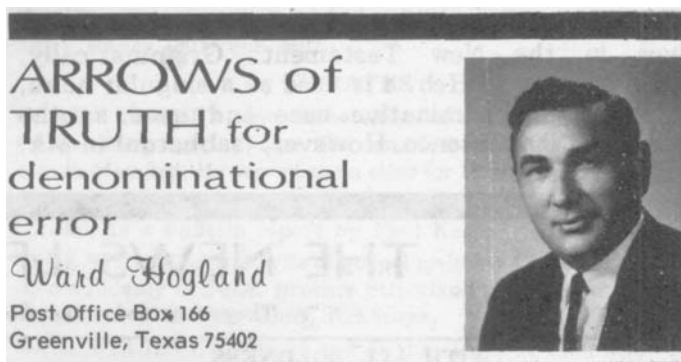 ARROWS of
TRUTH for
denominational
error
Ward Hogland
Post Office Box 166
Greenville, Texas 75402